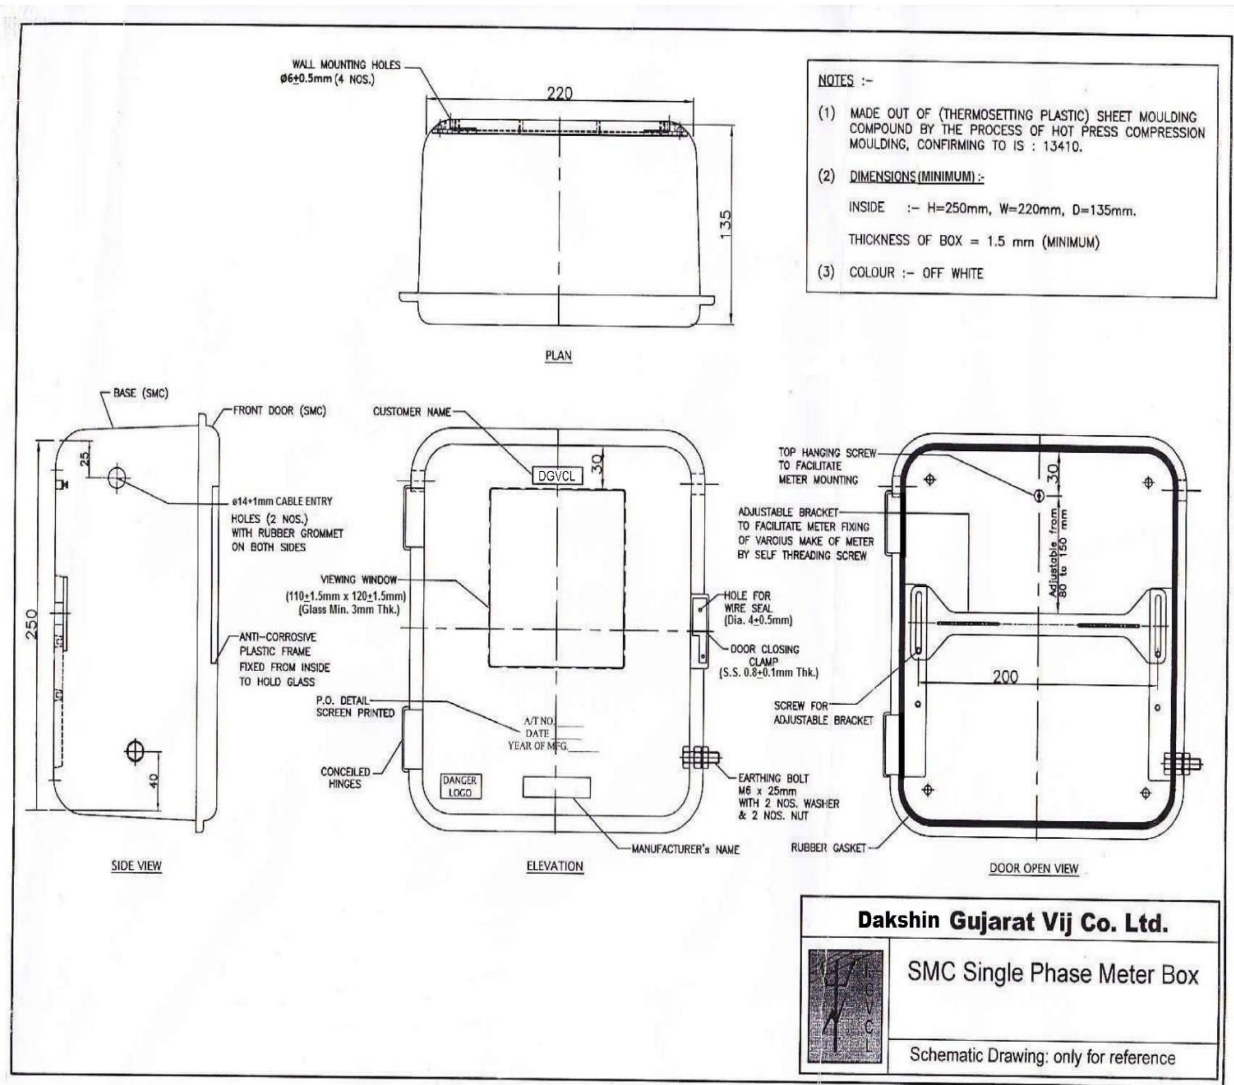 WALL MOUNTING HOLES
Ø6±0.5mm (4 NOS.)
220
135
PLAN
NOTES :-
(1) MADE OUT OF (THERMOSETTING PLASTIC) SHEET MOULDING
COMPOUND BY THE PROCESS OF HOT PRESS COMPRESSION
MOULDING, CONFIRMING TO IS : 13410.
(2) DIMENSIONS(MINIMUM):-
INSIDE :- H=250mm, W=220mm, D=135mm.
THICKNESS OF BOX = 1.5 mm (MINIMUM)
(3) COLOUR :- OFF WHITE
BASE (SMC)
FRONT DOOR (SMC)
25
ø14+1mm CABLE ENTRY
HOLES (2 NOS.)
WITH RUBBER GROMMET
ON BOTH SIDES
250
ANTI-CORROSIVE
PLASTIC FRAME
FIXED FROM INSIDE
TO HOLD GLASS
40
SIDE VIEW
CUSTOMER NAME
DGVCL
30
VIEWING WINDOW
(110±1.5mm x 120±1.5mm)
(Glass Min. 3mm Thk.)
HOLE FOR
WIRE SEAL
(Dia. 4±0.5mm)
DOOR CLOSING
CLAMP
(S.S. 0.8±0.1mm Thk.)
P.O. DETAIL
SCREEN PRINTED
A/T NO.
DATE
YEAR OF MFG.
CONCEILED
HINGES
DANGER
LOGO
EARTHING BOLT
M6 x 25mm
WITH 2 NOS. WASHER
& 2 NOS. NUT
MANUFACTURER's NAME
ELEVATION
TOP HANGING SCREW
TO FACILITATE
METER MOUNTING
30
ADJUSTABLE BRACKET
TO FACILITATE METER FIXING
OF VAROIUS MAKE OF METER
BY SELF THREADING SCREW
Adjustable from
80 to 150 mm
200
SCREW FOR
ADJUSTABLE BRACKET
RUBBER GASKET
DOOR OPEN VIEW
Dakshin Gujarat Vij Co. Ltd.
SMC Single Phase Meter Box
Schematic Drawing: only for reference